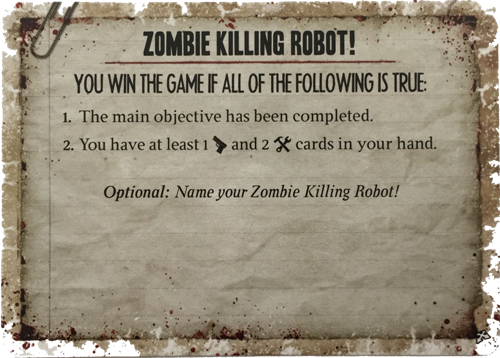 ZOMBIE KILLING ROBOT!
YOU WIN THE GAME IF ALL OF THE FOLLOWING IS TRUE:
1. The main objective has been completed.
2. You have at least 1 and 2 cards in your hand.
Optional: Name your Zombie Killing Robot!